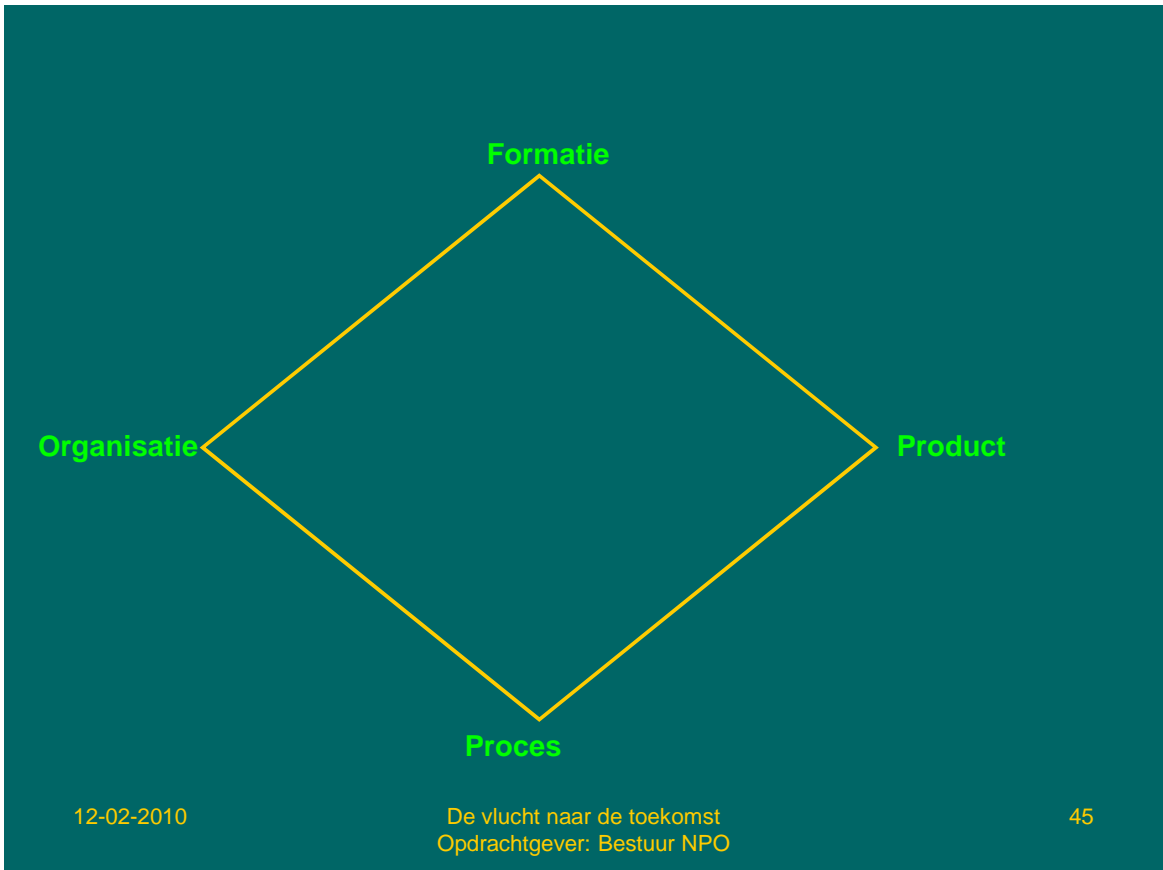 Formatie
Organisatie
Product
Proces
12-02-2010
De vlucht naar de toekomst
Opdrachtgever: Bestuur NPO
45